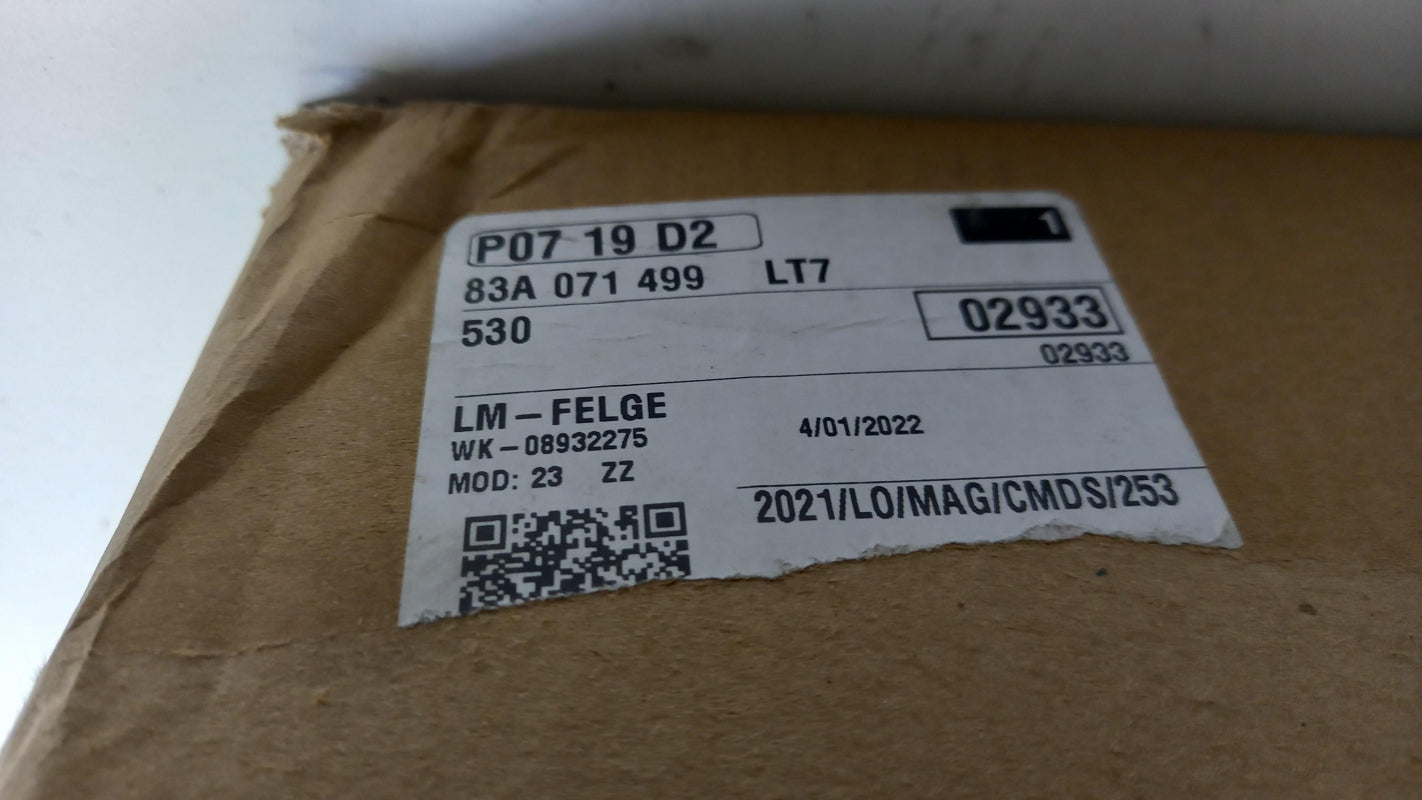 P07 19 D2
1
83A 071 499 LT7
530
02933
02933
LM-FELGE
WK-08932275
4/01/2022
MOD: 23 ZZ
2021/LO/MAG/CMDS/253